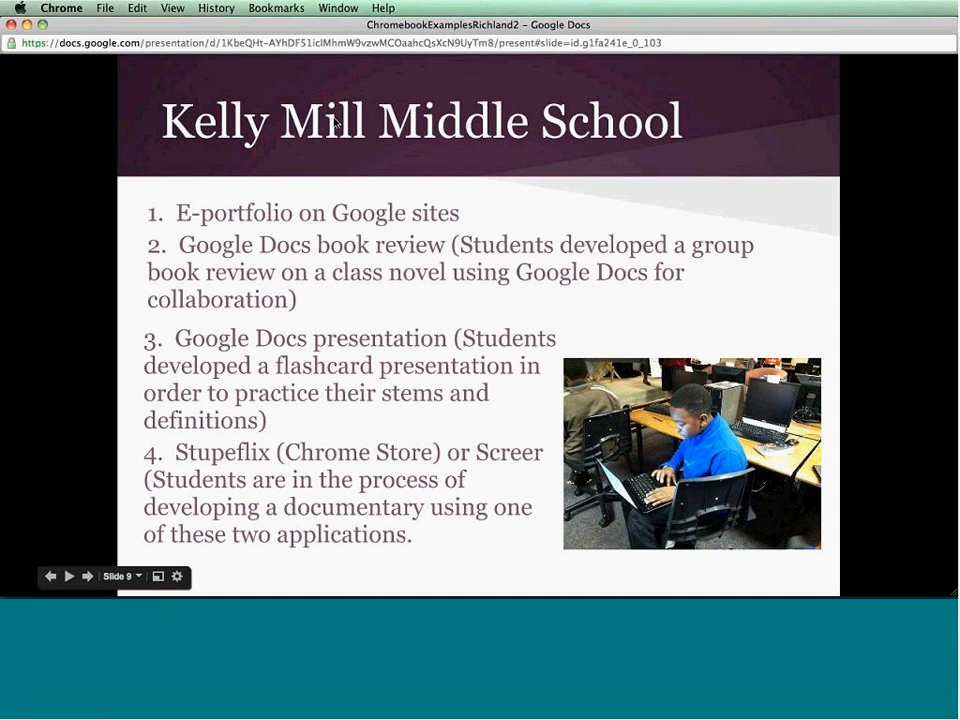 Chrome File Edit View History Bookmarks Window Help
ChromebookExamplesRichland2 - Google Docs
https://docs.google.com/presentation/d/1KbeQHt-AYhDF51iclMhmW9vzwMCOaahcQsXcN9UyTm8/present#slide=id.g1fa241e_0_103
Kelly Mill Middle School
1. E-portfolio on Google sites
2. Google Docs book review (Students developed a group
book review on a class novel using Google Docs for
collaboration)
3. Google Docs presentation (Students
developed a flashcard presentation in
order to practice their stems and
definitions)
4. Stupeflix (Chrome Store) or Screer
(Students are in the process of
developing a documentary using one
of these two applications.
Slide 9